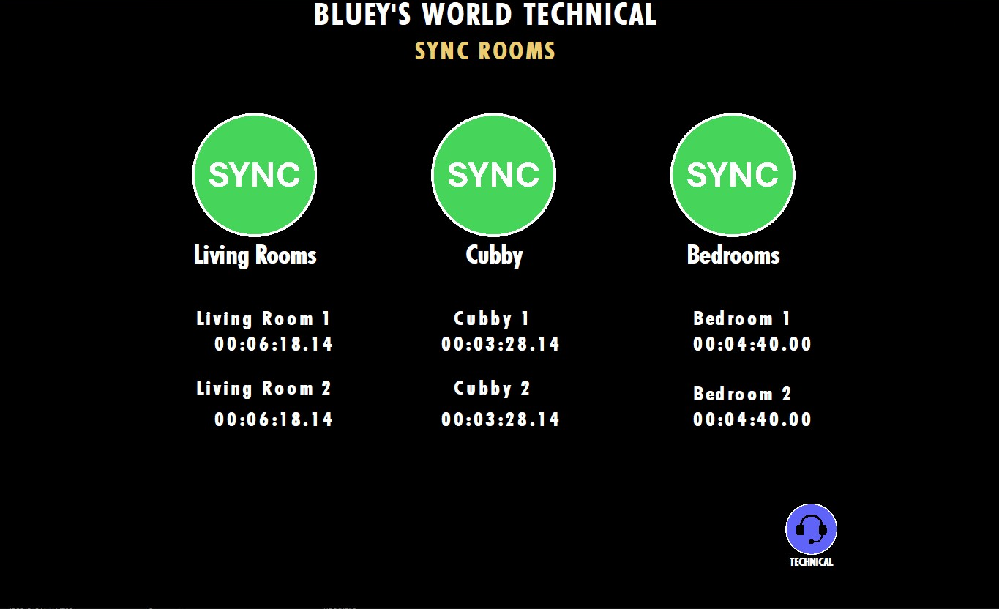 BLUEY'S WORLD TECHNICAL
SYNC ROOMS
SYNC SYNC SYNC
Living Rooms Cubby Bedrooms
Living Room 1 Cubby 1 Bedroom 1
00:06:18.14 00:03:28.14 00:04:40.00
Living Room 2 Cubby 2 Bedroom 2
00:06:18.14 00:03:28.14 00:04:40.00
TECHNICAL